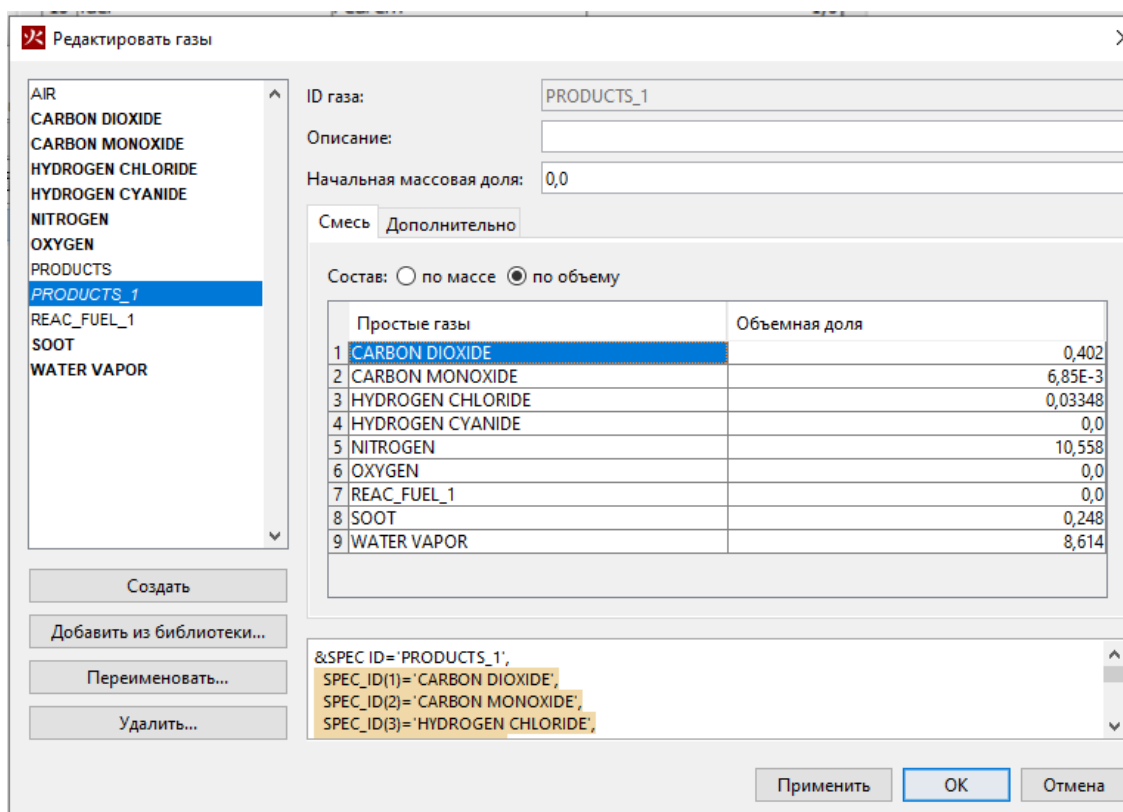 火 Редактировать газы
AIR
CARBON DIOXIDE
CARBON MONOXIDE
HYDROGEN CHLORIDE
HYDROGEN CYANIDE
NITROGEN
OXYGEN
PRODUCTS
PRODUCTS_1
REAC_FUEL_1
SOOT
WATER VAPOR
Создать
Добавить из библиотеки...
Переименовать...
Удалить...
ID газа: PRODUCTS_1
Описание:
Начальная массовая доля: 0,0
Смесь Дополнительно
Состав: по массе по объему
Простые газы Объемная доля
1 CARBON DIOXIDE 0,402
2 CARBON MONOXIDE 6,85E-3
3 HYDROGEN CHLORIDE 0,03348
4 HYDROGEN CYANIDE 0,0
5 NITROGEN 10,558
6 OXYGEN 0,0
7 REAC_FUEL_1 0,0
8 SOOT 0,248
9 WATER VAPOR 8,614
&SPEC ID='PRODUCTS_1',
SPEC_ID(1)='CARBON DIOXIDE',
SPEC_ID(2)='CARBON MONOXIDE',
SPEC_ID(3)='HYDROGEN CHLORIDE',
Применить OK Отмена